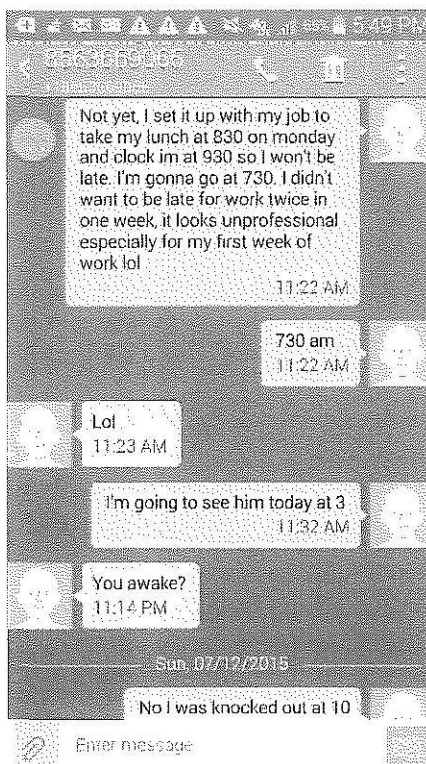 5:49 PM
Not yet, I set it up with my job to
take my lunch at 830 on monday
and clock im at 930 so I won't be
late. I'm gonna go at 730. I didn't
want to be late for work twice in
one week, it looks unprofessional
especially for my first week of
work lol
11:22 AM
730 am
11:22 AM
Lol
11:23 AM
I'm going to see him today at 3
11:32 AM
You awake?
11:14 PM
Sun, 07/12/2015
No I was knocked out at 10
Enter message